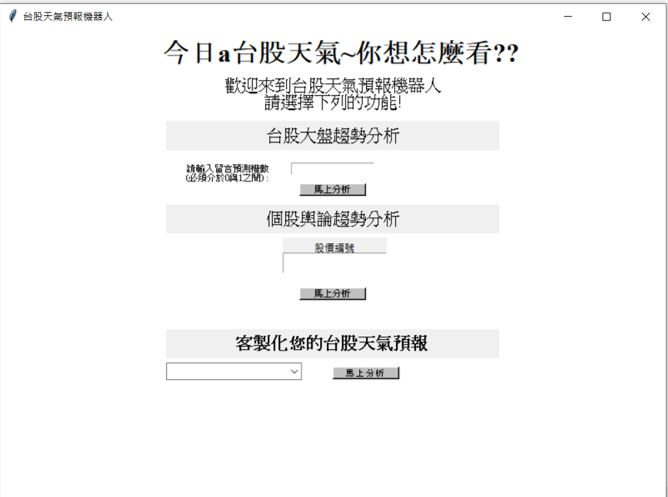 台股天氣預報機器人
今日a台股天氣~你想怎麼看??
歡迎來到台股天氣預報機器人
請選擇下列的功能!
台股大盤趨勢分析
請輸入留言預測權數
(必須介於0與1之間):
馬上分析
個股輿論趨勢分析
股價編號
馬上分析
客製化您的台股天氣預報
馬上分析